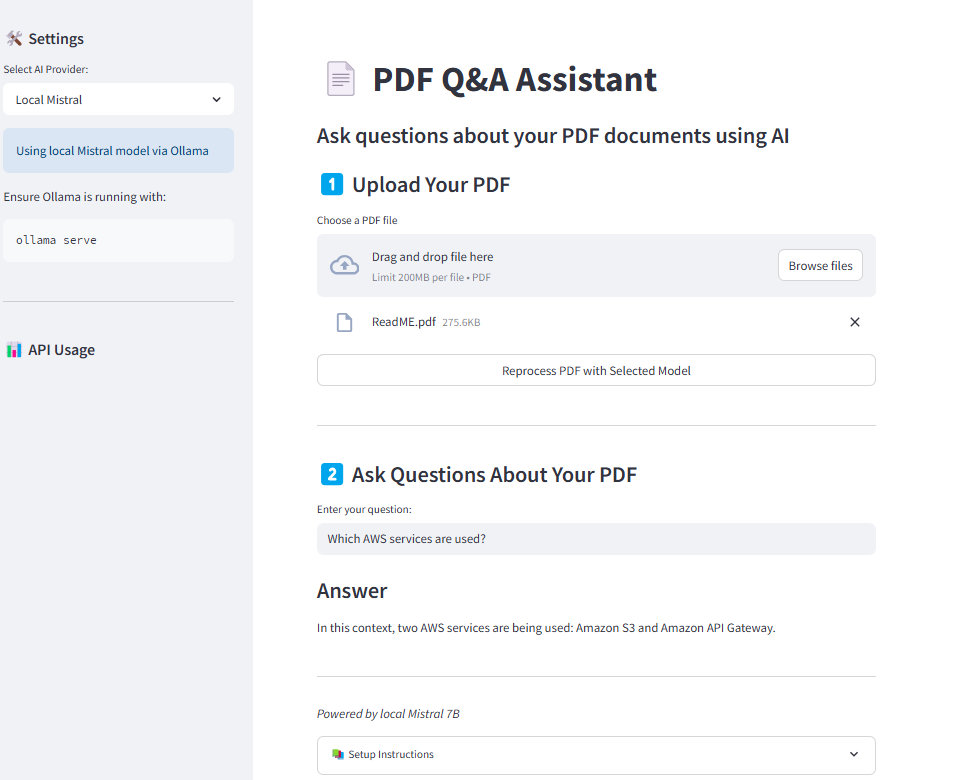 Settings
Select AI Provider:
Local Mistral
Using local Mistral model via Ollama
Ensure Ollama is running with:
ollama serve
API Usage
PDF Q&A Assistant
Ask questions about your PDF documents using AI
1 Upload Your PDF
Choose a PDF file
Drag and drop file here
Limit 200MB per file • PDF
Browse files
ReadME.pdf 275.6KB
Reprocess PDF with Selected Model
2 Ask Questions About Your PDF
Enter your question:
Which AWS services are used?
Answer
In this context, two AWS services are being used: Amazon S3 and Amazon API Gateway.
Powered by local Mistral 7B
Setup Instructions